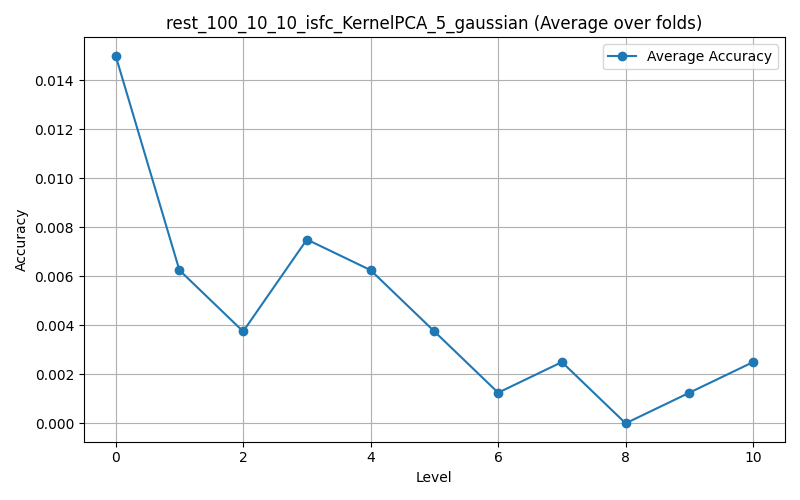 rest_100_10_10_isfc_KernelPCA_5_gaussian (Average over folds)
Average Accuracy
0.014
0.012
0.010
0.008
0.006
0.004
0.002
0.000
Accuracy
0 2 4 6 8 10
Level